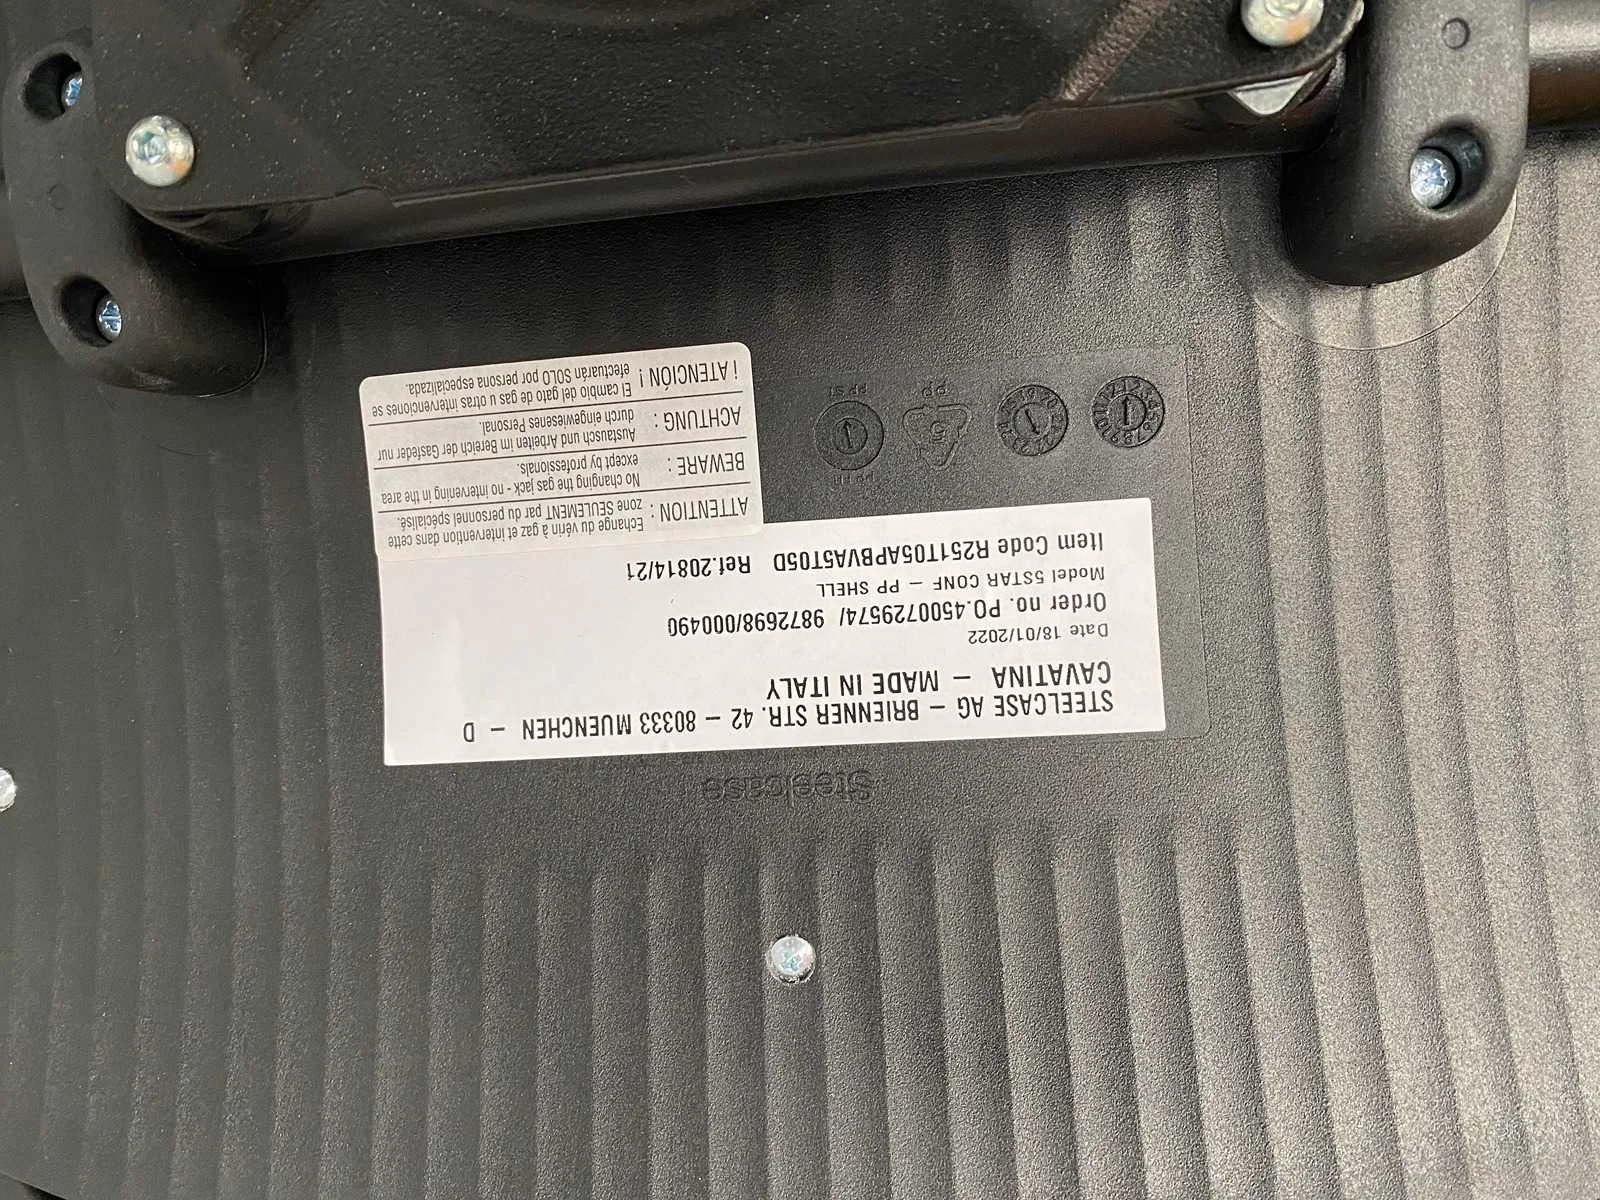 Steelcase
STEELCASE AG – BRIENNER STR. 42 – 80333 MUENCHEN – D
CAVATINA – MADE IN ITALY
Date 18/01/2022
Order no. PO.4500729574/ 9872698/000490
Model 5STAR CONF – PP SHELL
Item Code R251T05APBVA5T05D Ref.20814/21
ATTENTION : Echange du vérin à gaz et intervention dans cette
zone SEULEMENT par du personnel spécialisé.
BEWARE : No changing the gas jack - no intervening in the area
except by professionals.
ACHTUNG : Austausch und Arbeiten im Bereich der Gasfeder nur
durch eingewiesenes Personal.
¡ ATENCIÓN ! El cambio del gato de gas u otras intervenciones se
efectuarán SOLO por persona especializada.
5
PP